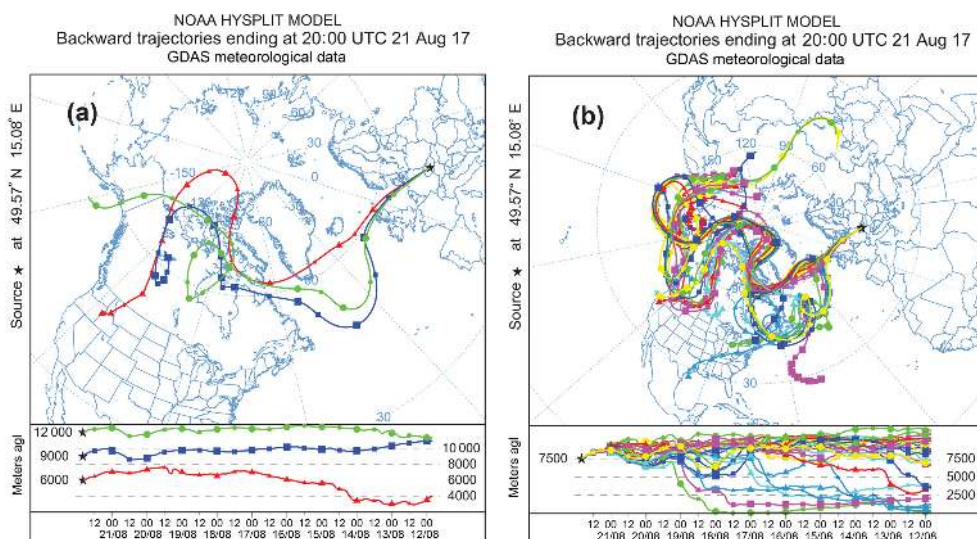 NOAA HYSPLIT MODEL
Backward trajectories ending at 20:00 UTC 21 Aug 17
GDAS meteorological data
(a)
Source ★ at 49.57° N 15.08° E
-150
120
90
60
30
0
30
Meters agl
12 000
9000
6000
10 000
8000
6000
4000
12 00 12 00 12 00 12 00 12 00 12 00 12 00 12 00 12 00 12 00
21/08 20/08 19/08 18/08 17/08 16/08 15/08 14/08 13/08 12/08
NOAA HYSPLIT MODEL
Backward trajectories ending at 20:00 UTC 21 Aug 17
GDAS meteorological data
(b)
Source ★ at 49.57° N 15.08° E
120
150
60
30
30
Meters agl
7500
7500
5000
2500
12 00 12 00 12 00 12 00 12 00 12 00 12 00 12 00 12 00 12 00
21/08 20/08 19/08 18/08 17/08 16/08 15/08 14/08 13/08 12/08